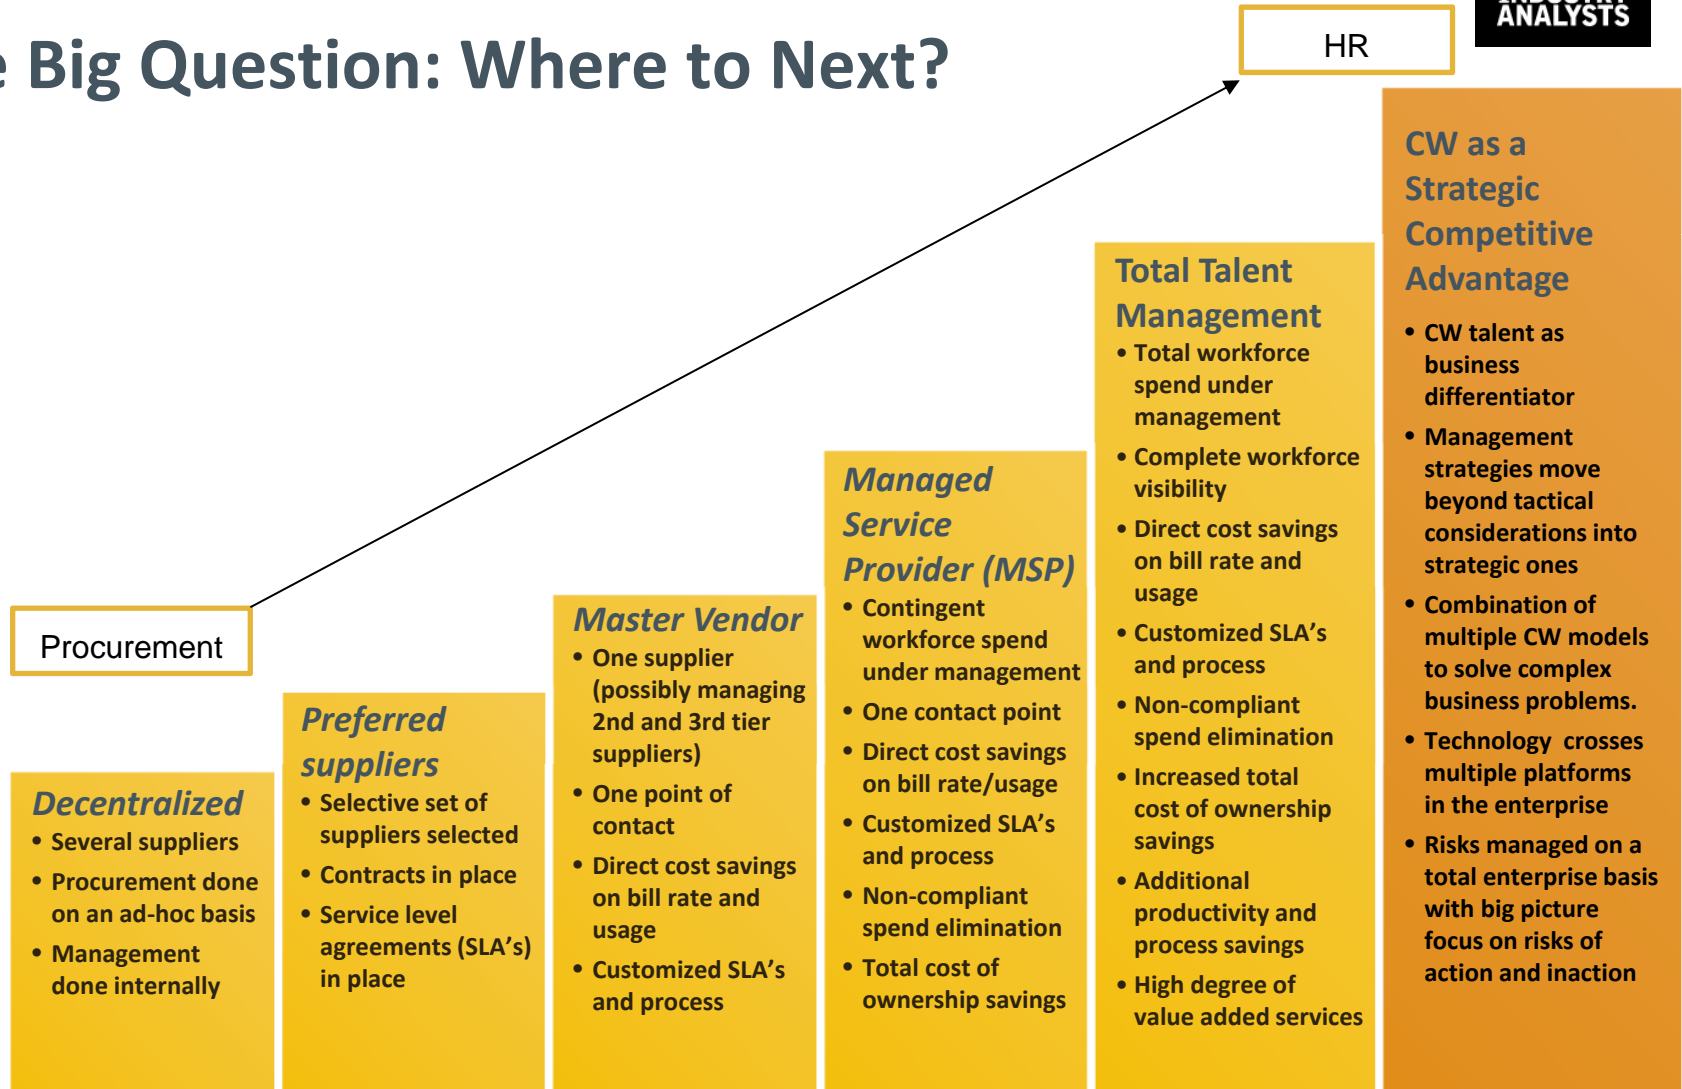 e Big Question: Where to Next?
HR
ANALYSTS
Procurement
Decentralized
• Several suppliers
• Procurement done
on an ad-hoc basis
• Management
done internally
Preferred
suppliers
• Selective set of
suppliers selected
• Contracts in place
• Service level
agreements (SLA’s)
in place
Master Vendor
• One supplier
(possibly managing
2nd and 3rd tier
suppliers)
• One point of
contact
• Direct cost savings
on bill rate and
usage
• Customized SLA’s
and process
Managed
Service
Provider (MSP)
• Contingent
workforce spend
under management
• One contact point
• Direct cost savings
on bill rate/usage
• Customized SLA’s
and process
• Non-compliant
spend elimination
• Total cost of
ownership savings
Total Talent
Management
• Total workforce
spend under
management
• Complete workforce
visibility
• Direct cost savings
on bill rate and
usage
• Customized SLA’s
and process
• Non-compliant
spend elimination
• Increased total
cost of ownership
savings
• Additional
productivity and
process savings
• High degree of
value added services
CW as a
Strategic
Competitive
Advantage
• CW talent as
business
differentiator
• Management
strategies move
beyond tactical
considerations into
strategic ones
• Combination of
multiple CW models
to solve complex
business problems.
• Technology crosses
multiple platforms
in the enterprise
• Risks managed on a
total enterprise basis
with big picture
focus on risks of
action and inaction